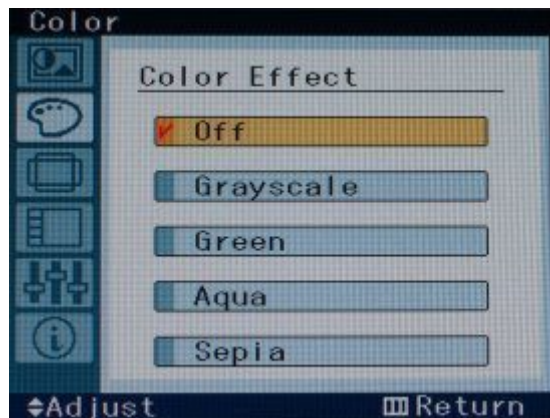 Color
Color Effect
Off
Grayscale
Green
Aqua
Sepia
Adjust
Return